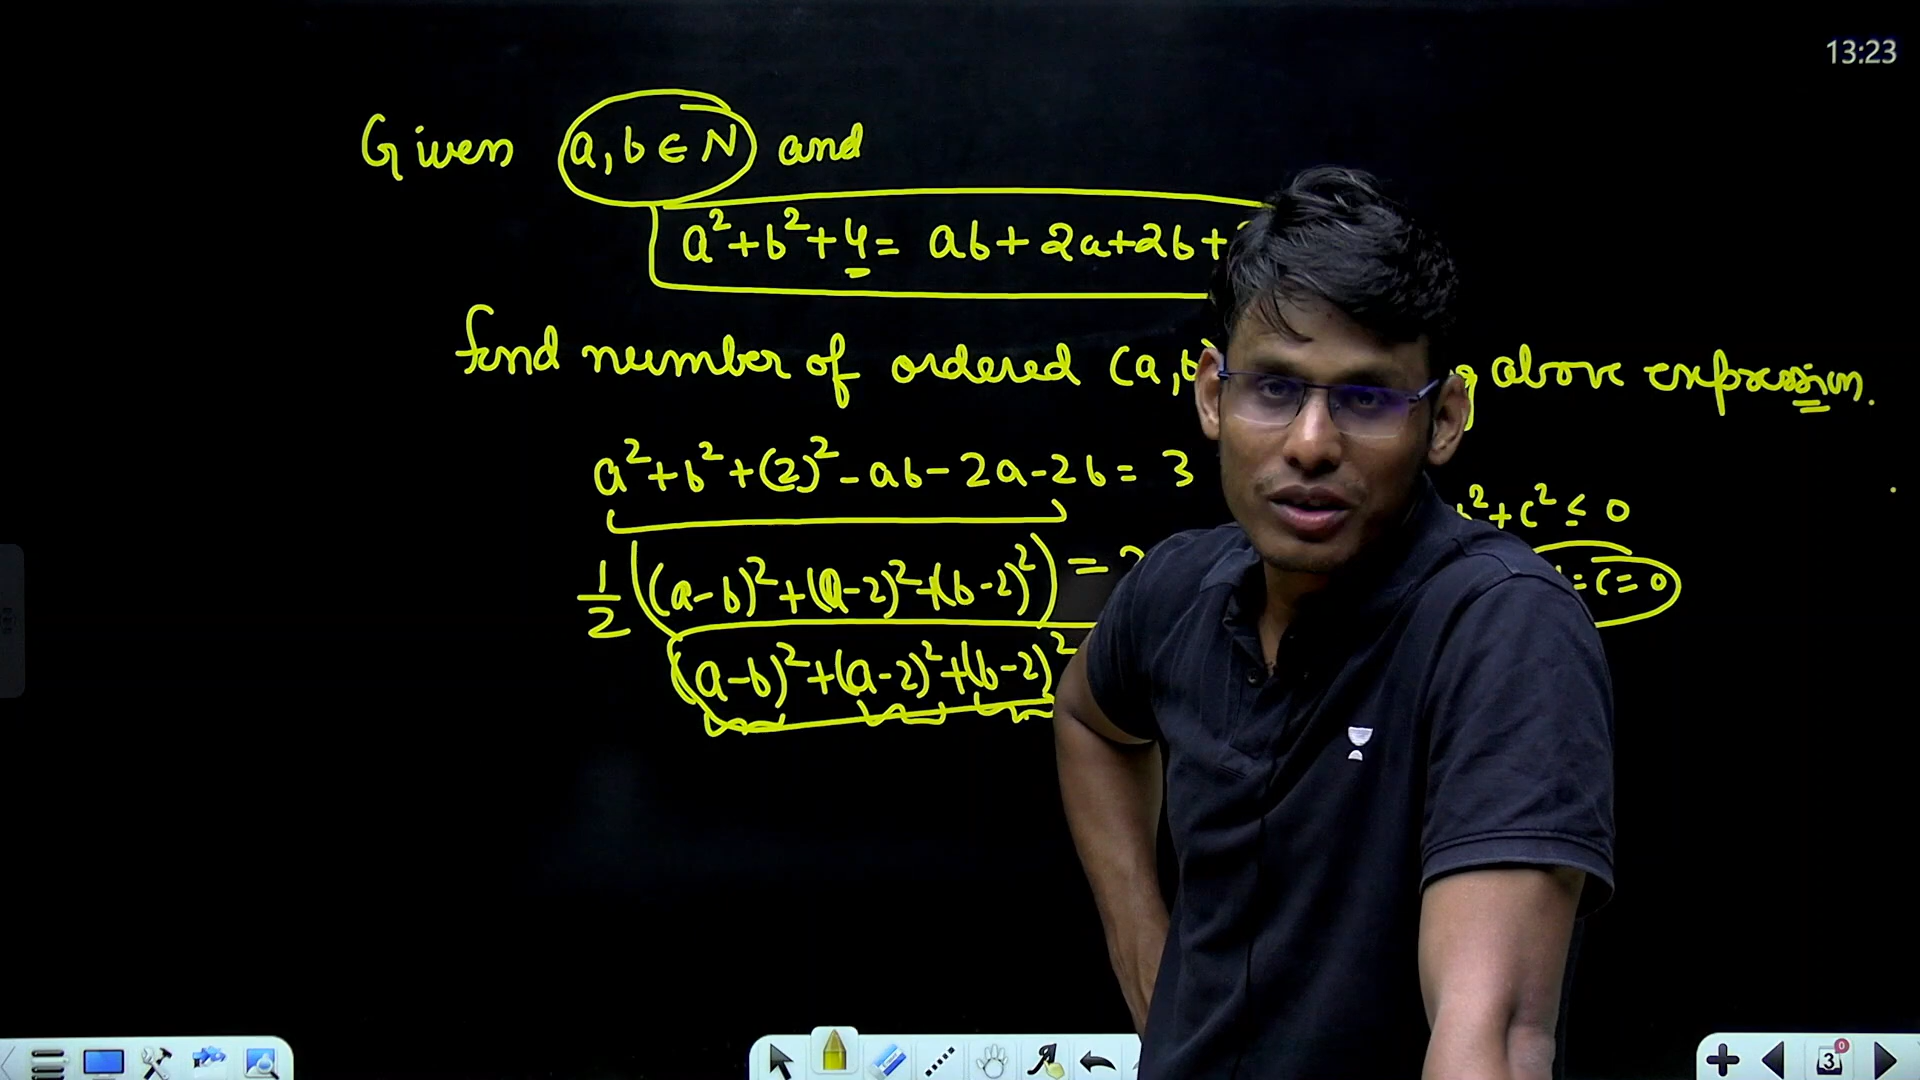 13:23
Given a, b ∈ N and
a² + b² + 4 = ab + 2a + 2b +
find number of ordered (a, b above expression.
a² + b² + (2)² - ab - 2a - 2b = 3
² + c² ≤ 0
1/2 ((a-b)² + (a-2)² + (b-2)²) =
= c = 0
(a-b)² + (a-2)² + (b-2)²
3
0